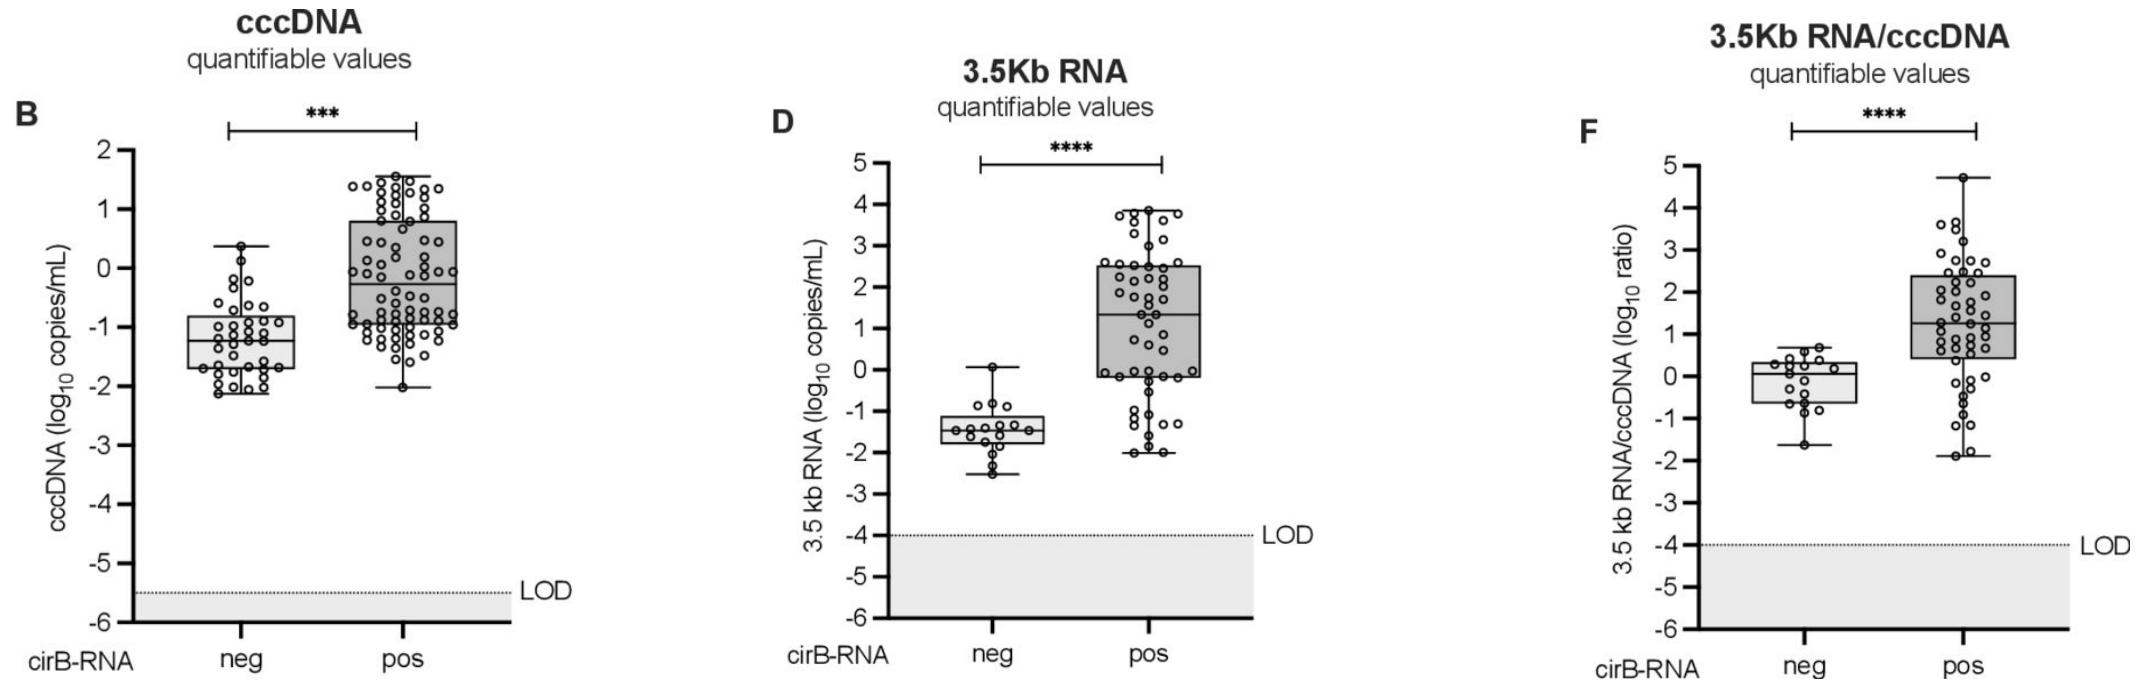 cccDNA
quantifiable values
B
***
cccDNA (log10 copies/mL)
2
1
0
-1
-2
-3
-4
-5
-6
LOD
cirB-RNA neg pos
3.5Kb RNA
quantifiable values
D
****
3.5 kb RNA (log10 copies/mL)
5
4
3
2
1
0
-1
-2
-3
-4
-5
-6
LOD
cirB-RNA neg pos
3.5Kb RNA/cccDNA
quantifiable values
F
****
3.5 kb RNA/cccDNA (log10 ratio)
5
4
3
2
1
0
-1
-2
-3
-4
-5
-6
LOD
cirB-RNA neg pos